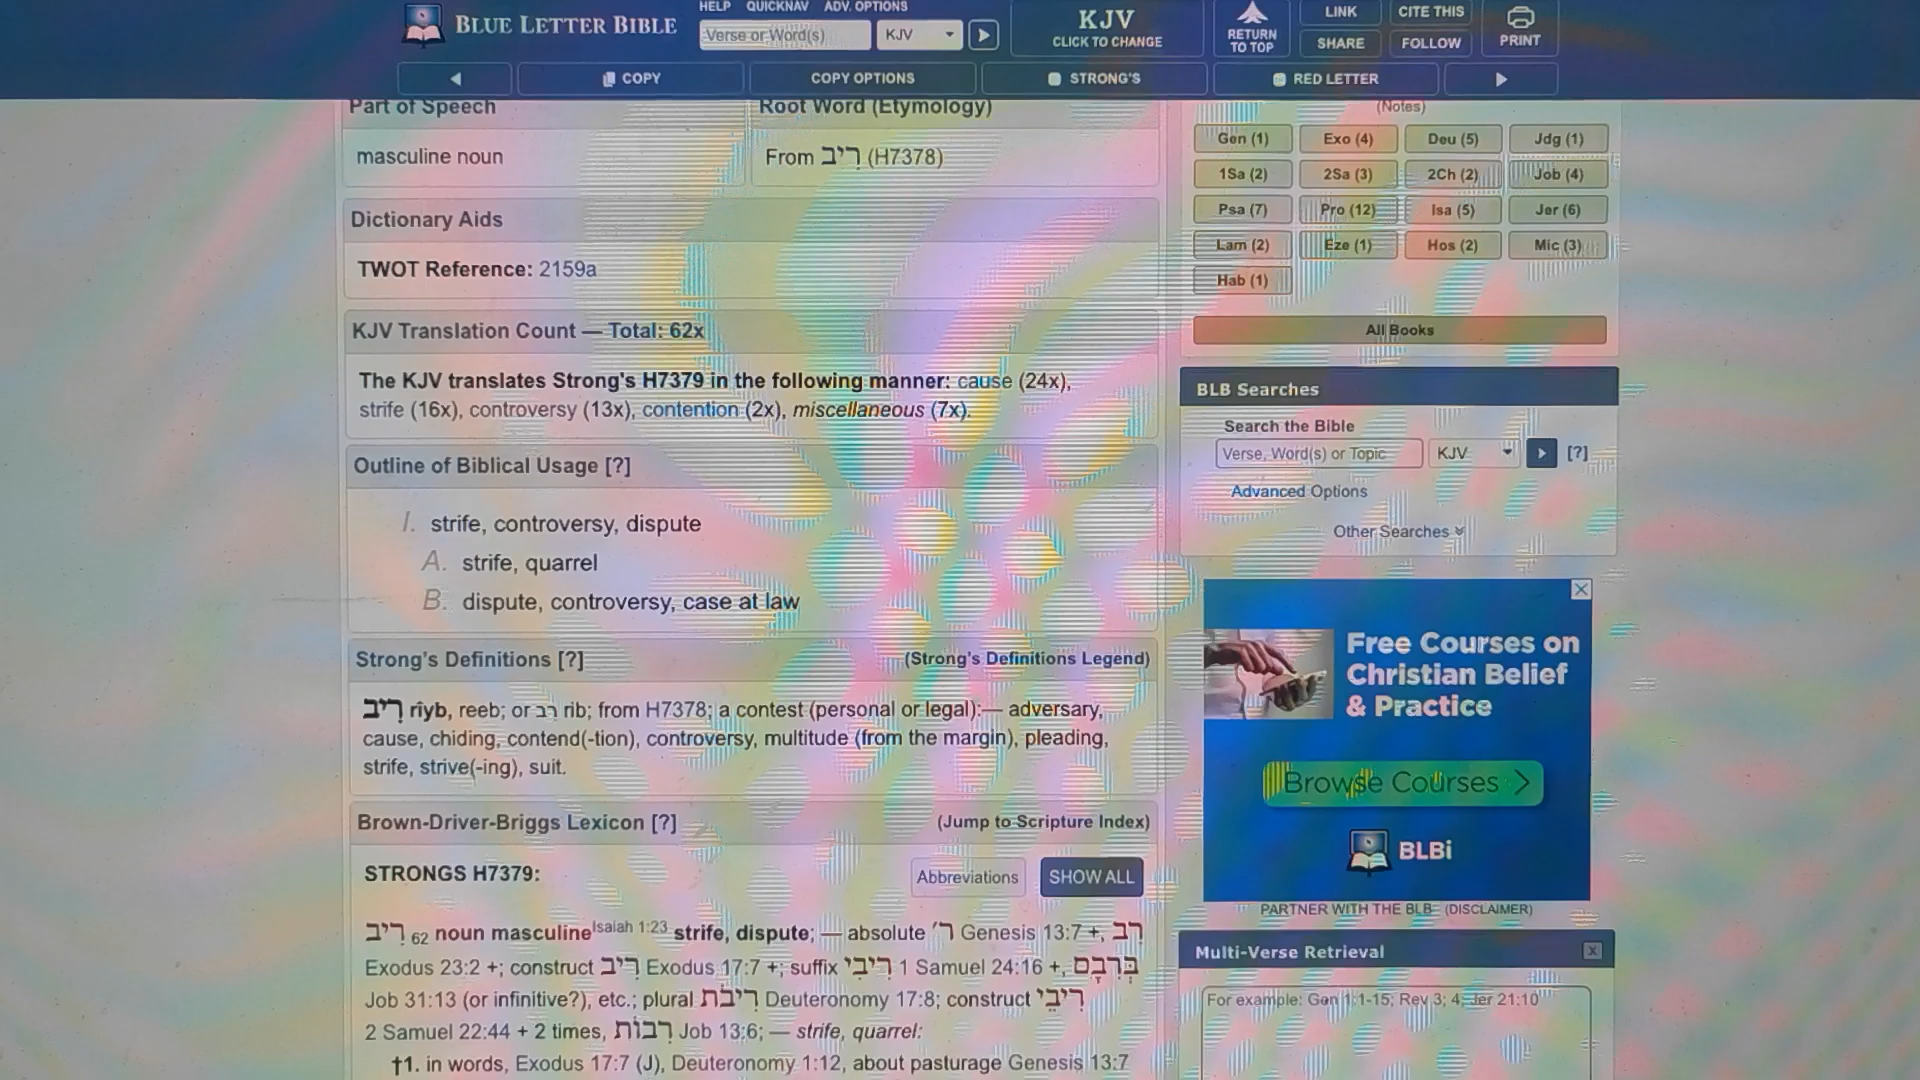 HELP QUICKNAV ADV. OPTIONS
BLUE LETTER BIBLE
Verse or Word(s)
KJV
KJV
CLICK TO CHANGE
RETURN
TO TOP
LINK
CITE THIS
SHARE
FOLLOW
PRINT
COPY
COPY OPTIONS
STRONG'S
RED LETTER
Part of Speech
Root Word (Etymology)
masculine noun
From רִיב (H7378)
Dictionary Aids
TWOT Reference: 2159a
KJV Translation Count — Total: 62x
The KJV translates Strong's H7379 in the following manner: cause (24x),
strife (16x), controversy (13x), contention (2x), miscellaneous (7x).
Outline of Biblical Usage [?]
I. strife, controversy, dispute
A. strife, quarrel
B. dispute, controversy, case at law
Strong's Definitions [?]
(Strong's Definitions Legend)
רִיב rîyb, reeb; or רִב rib; from H7378; a contest (personal or legal):— adversary,
cause, chiding, contend(-tion), controversy, multitude (from the margin), pleading,
strife, strive(-ing), suit.
Brown-Driver-Briggs Lexicon [?]
(Jump to Scripture Index)
STRONGS H7379:
Abbreviations
SHOW ALL
רִיב 62 noun masculine Isaiah 1:23 strife, dispute; — absolute ר׳ Genesis 13:7 +, רִב
Exodus 23:2 +; construct רִיב Exodus 17:7 +; suffix רִיבִי 1 Samuel 24:16 +, בְּרִבָם
Job 31:13 (or infinitive?), etc.; plural רִיבֹת Deuteronomy 17:8; construct רִיבֵי
2 Samuel 22:44 + 2 times, רִבוֹת Job 13:6; — strife, quarrel:
†1. in words, Exodus 17:7 (J), Deuteronomy 1:12, about pasturage Genesis 13:7
(Notes)
Gen (1) Exo (4) Deu (5) Jdg (1)
1Sa (2) 2Sa (3) 2Ch (2) Job (4)
Psa (7) Pro (12) Isa (5) Jer (6)
Lam (2) Eze (1) Hos (2) Mic (3)
Hab (1)
All Books
BLB Searches
Search the Bible
Verse, Word(s) or Topic
KJV
[?]
Advanced Options
Other Searches
Free Courses on
Christian Belief
& Practice
Browse Courses >
BLBi
PARTNER WITH THE BLB (DISCLAIMER)
Multi-Verse Retrieval
For example: Gen 1:1-15; Rev 3; 4; Jer 21:10